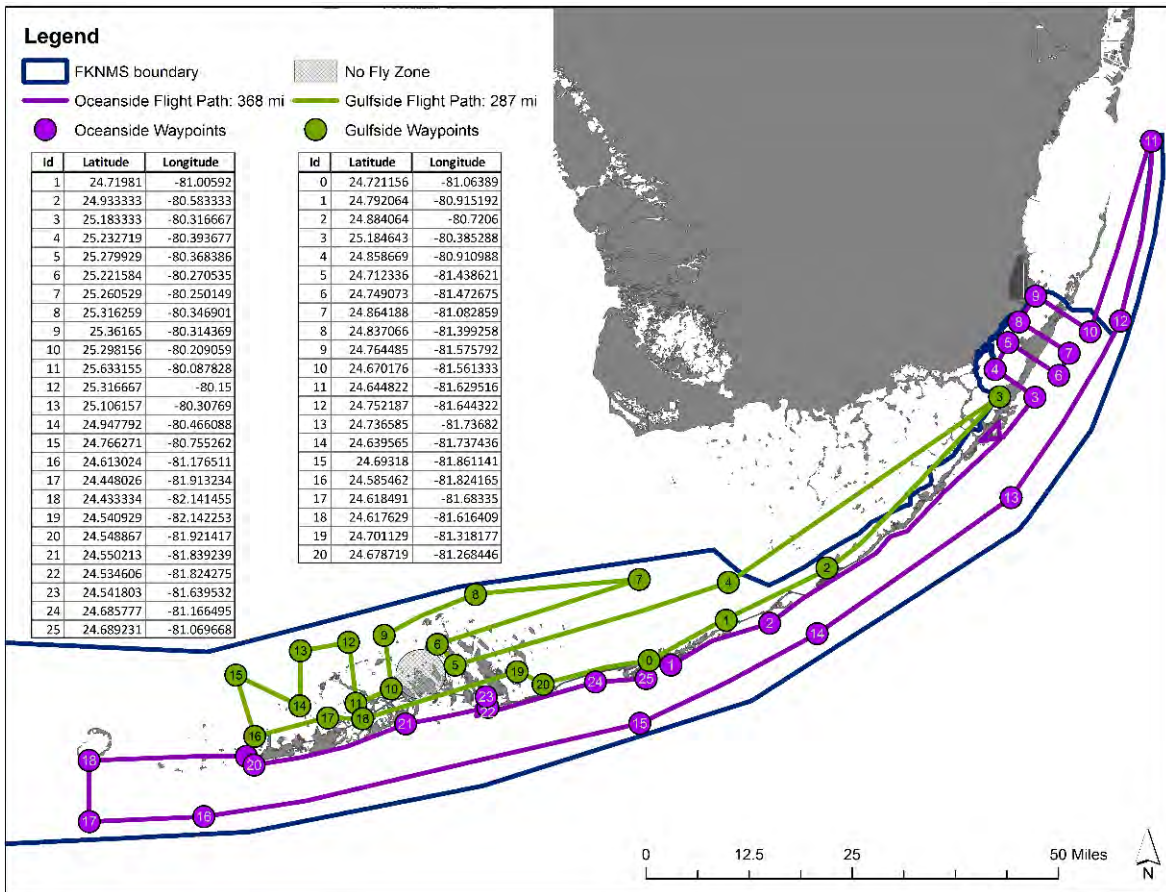 Legend
FKNMS boundary
No Fly Zone
Oceanside Flight Path: 368 mi
Gulfside Flight Path: 287 mi
Oceanside Waypoints
Gulfside Waypoints
Id Latitude Longitude
1 24.71981 -81.00592
2 24.933333 -80.583333
3 25.183333 -80.316667
4 25.232719 -80.393677
5 25.279929 -80.368386
6 25.221584 -80.270535
7 25.260529 -80.250149
8 25.316259 -80.346901
9 25.36165 -80.314369
10 25.298156 -80.209059
11 25.633155 -80.087828
12 25.316667 -80.15
13 25.106157 -80.30769
14 24.947792 -80.466088
15 24.766271 -80.755262
16 24.613024 -81.176511
17 24.448026 -81.913234
18 24.433334 -82.141455
19 24.540929 -82.142253
20 24.548867 -81.921417
21 24.550213 -81.839239
22 24.534606 -81.824275
23 24.541803 -81.639532
24 24.685777 -81.166495
25 24.689231 -81.069668
Id Latitude Longitude
0 24.721156 -81.06389
1 24.792064 -80.915192
2 24.884064 -80.7206
3 25.184643 -80.385288
4 24.858669 -80.910988
5 24.712336 -81.438621
6 24.749073 -81.472675
7 24.864188 -81.082859
8 24.837066 -81.399258
9 24.764485 -81.575792
10 24.670176 -81.561333
11 24.644822 -81.629516
12 24.752187 -81.644322
13 24.736585 -81.73682
14 24.639565 -81.737436
15 24.69318 -81.861141
16 24.585462 -81.824165
17 24.618491 -81.68335
18 24.617629 -81.616409
19 24.701129 -81.318177
20 24.678719 -81.268446
11
9
10
12
8
7
5
6
4
3
3
13
2
7
4
8
1
2
14
12
9
13
6
0
1
5
19
15
24
25
20
10
23
14
11
22
17
18
21
15
16
18
20
16
17
0 12.5 25 50 Miles
N